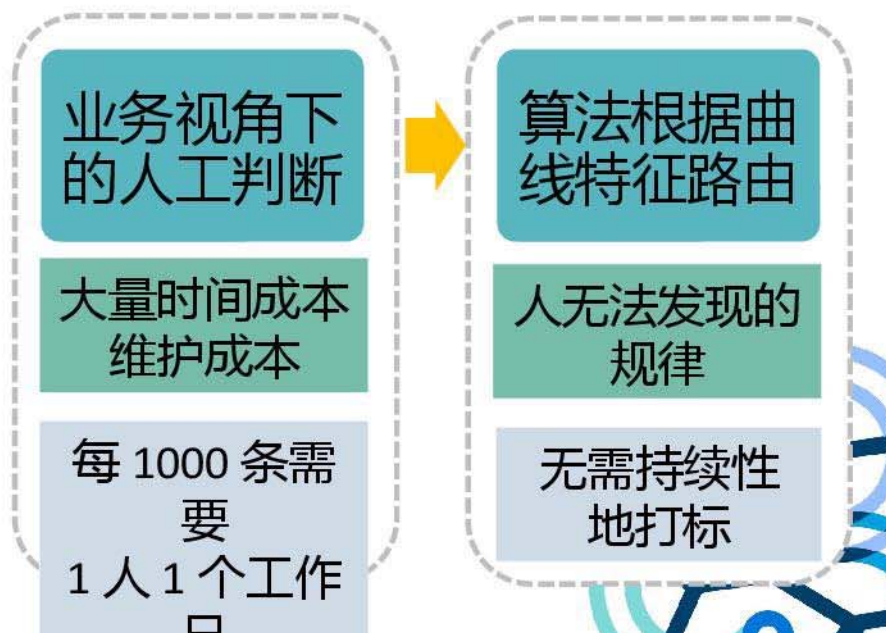 业务视角下
的人工判断
大量时间成本
维护成本
每 1000 条需
要
1 人 1 个工作
算法根据曲
线特征路由
人无法发现的
规律
无需持续性
地打标